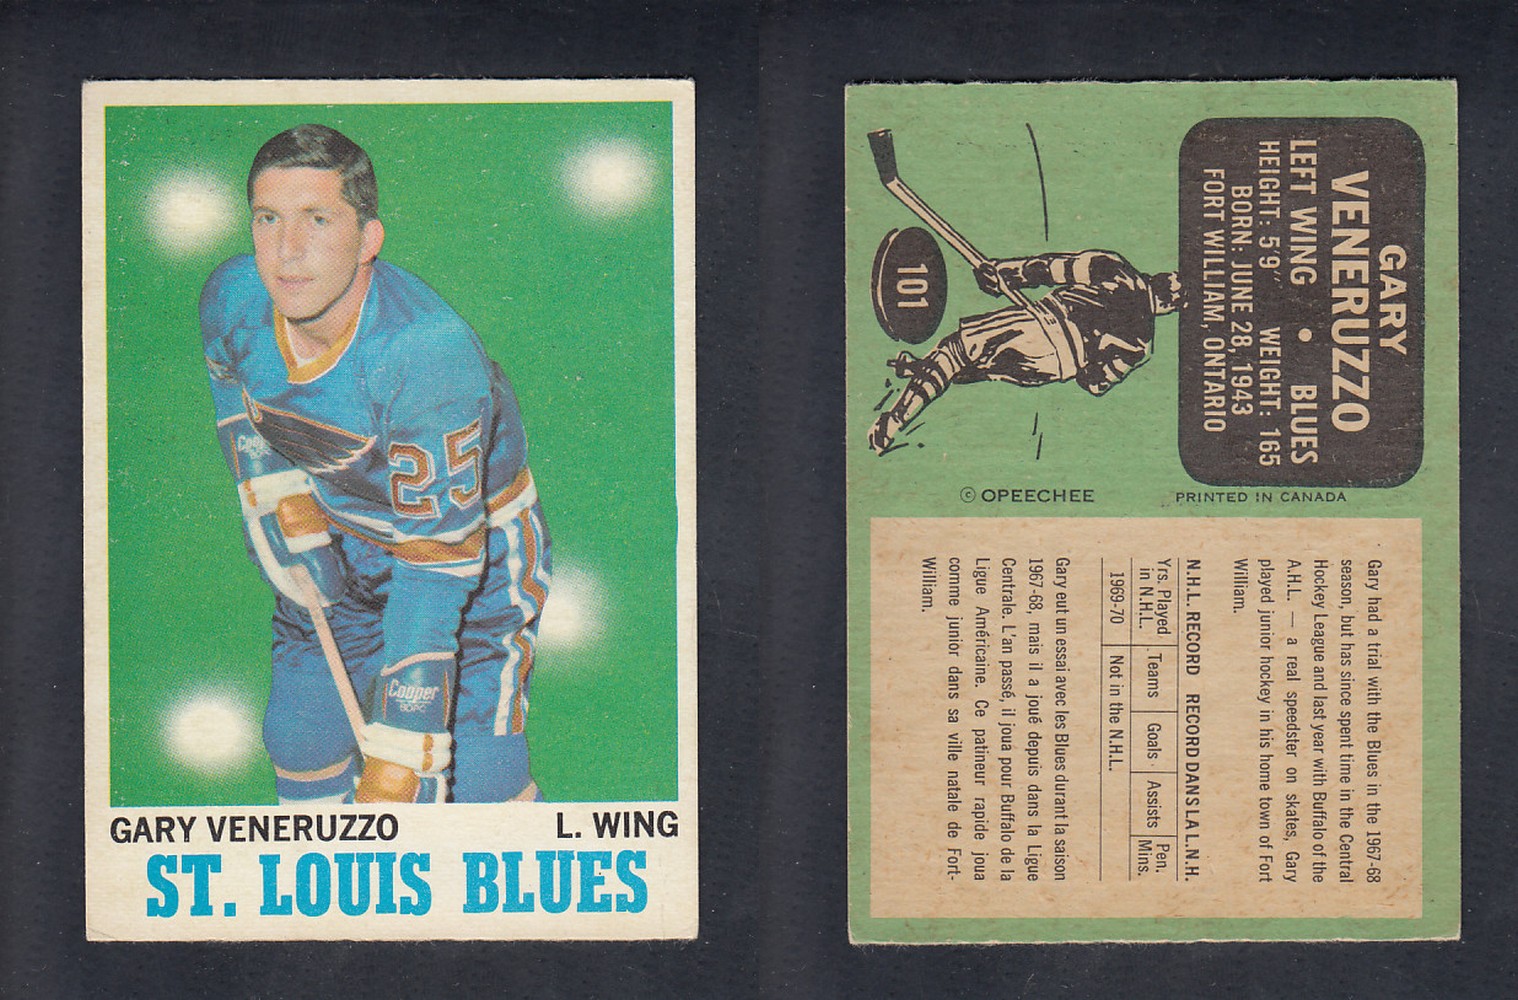 Cooper
25
Cooper
GARY VENERUZZO
L. WING
ST. LOUIS BLUES
GARY
VENERUZZO
LEFT WING • BLUES
HEIGHT: 5'9" WEIGHT: 165
BORN: JUNE 28, 1943
FORT WILLIAM, ONTARIO
101
© OPEECHEE
PRINTED IN CANADA
Gary had a trial with the Blues in the 1967-68
season, but has since spent time in the Central
Hockey League and last year with Buffalo of the
A.H.L. — a real speedster on skates, Gary
played junior hockey in his home town of Fort
William.
N.H.L. RECORD RECORD DANS LA L.N.H.
Yrs. Played in N.H.L. Teams Goals Assists Pen. Mins.
1969-70 Not in the N.H.L.
Gary eut un essai avec les Blues durant la saison
1967-68, mais il a joué depuis dans la Ligue
Centrale. L'an passé, il joua pour Buffalo de la
Ligue Américaine. Ce patineur rapide joua
comme junior dans sa ville natale de Fort-
William.